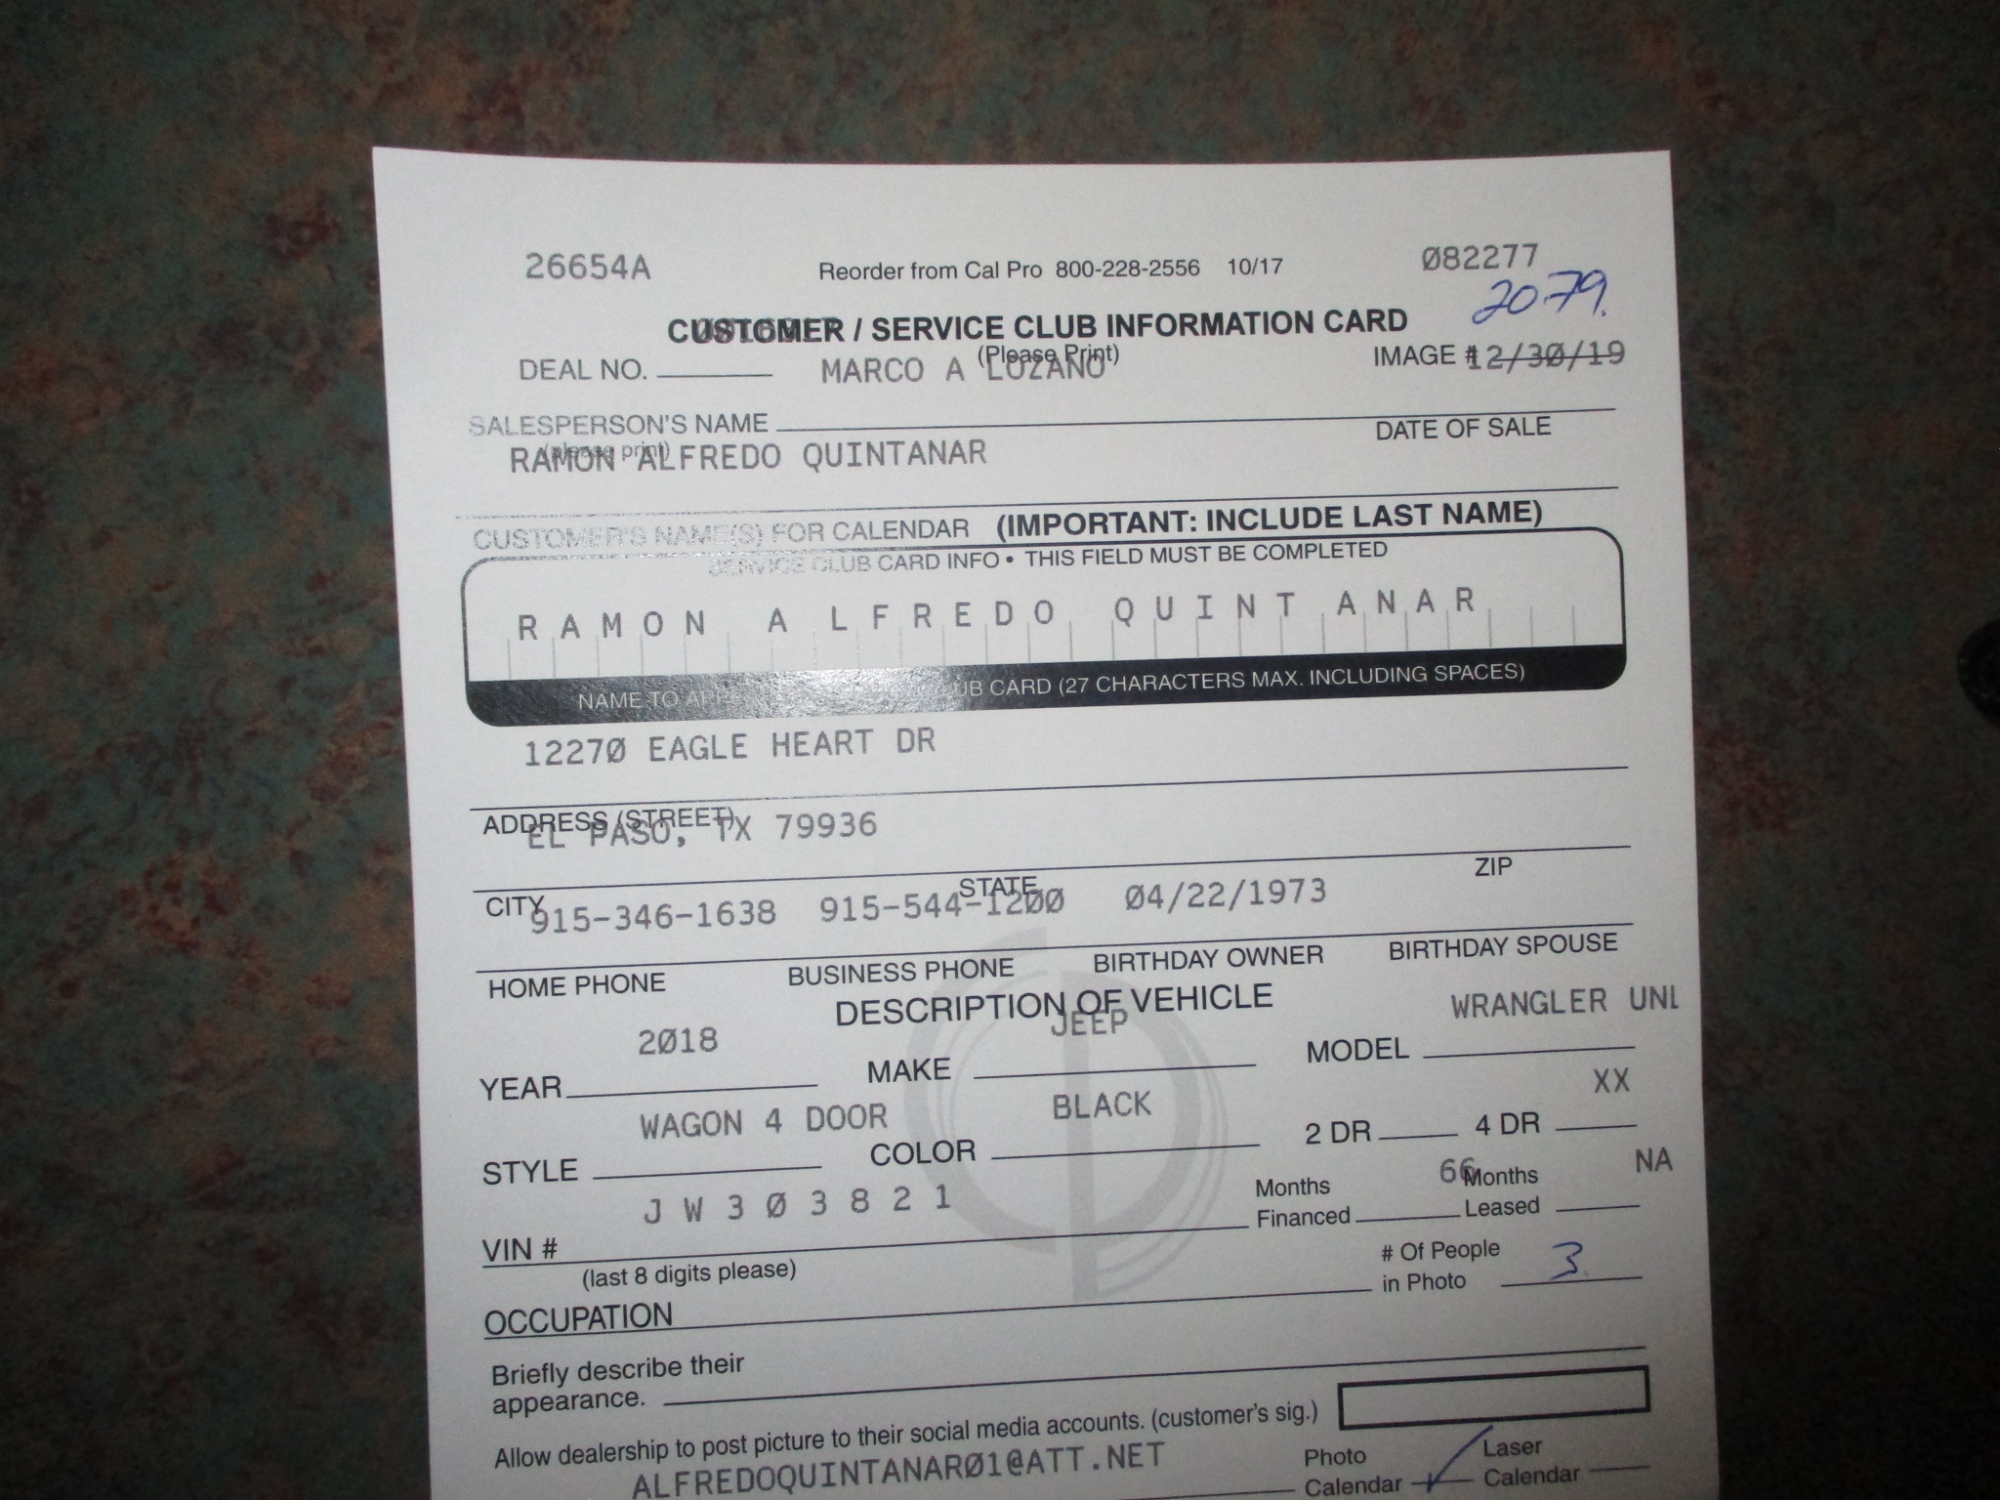 26654A Reorder from Cal Pro 800-228-2556 10/17 Ø82277
20-79.
CUSTOMER / SERVICE CLUB INFORMATION CARD
(Please Print)
DEAL NO. MARCO A LOZANO IMAGE # 12/3Ø/19
SALESPERSON'S NAME DATE OF SALE
(please print)
RAMON ALFREDO QUINTANAR
CUSTOMER'S NAME(S) FOR CALENDAR (IMPORTANT: INCLUDE LAST NAME)
SERVICE CLUB CARD INFO • THIS FIELD MUST BE COMPLETED
RAMON ALFREDO QUINTANAR
NAME TO CARD (27 CHARACTERS MAX. INCLUDING SPACES)
1227Ø EAGLE HEART DR
ADDRESS (STREET)
EL PASO, TX 79936
CITY STATE ZIP
915-346-1638 915-544-12ØØ Ø4/22/1973
HOME PHONE BUSINESS PHONE BIRTHDAY OWNER BIRTHDAY SPOUSE
DESCRIPTION OF VEHICLE
2Ø18 JEEP WRANGLER UNL
YEAR MAKE MODEL
WAGON 4 DOOR BLACK XX
STYLE COLOR 2 DR 4 DR
JW3Ø3821 66 NA
VIN # Months Financed Months Leased
(last 8 digits please)
# Of People in Photo 3
OCCUPATION
Briefly describe their
appearance.
Allow dealership to post picture to their social media accounts. (customer's sig.)
ALFREDOQUINTANARØ1@ATT.NET
Photo Calendar Laser Calendar